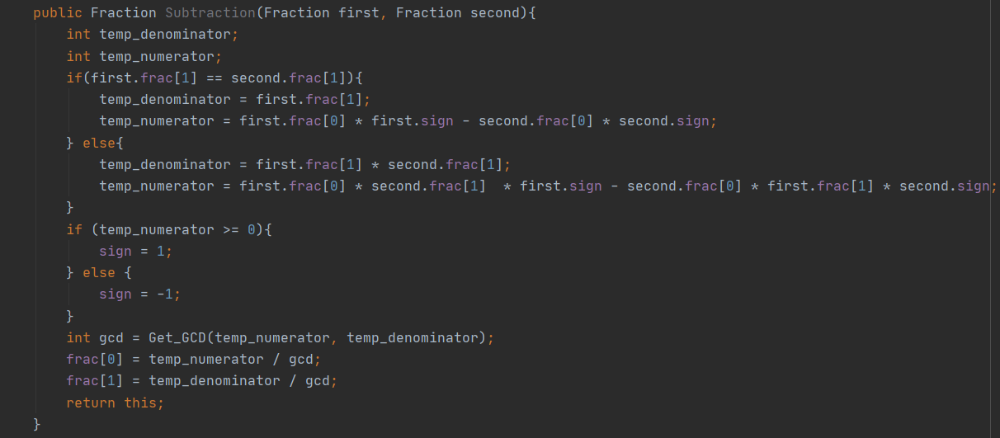 public Fraction Subtraction(Fraction first, Fraction second){
int temp_denominator;
int temp_numerator;
if(first.frac[1] == second.frac[1]){
temp_denominator = first.frac[1];
temp_numerator = first.frac[0] * first.sign - second.frac[0] * second.sign;
} else{
temp_denominator = first.frac[1] * second.frac[1];
temp_numerator = first.frac[0] * second.frac[1]  * first.sign - second.frac[0] * first.frac[1] * second.sign;
}
if (temp_numerator >= 0){
sign = 1;
} else {
sign = -1;
}
int gcd = Get_GCD(temp_numerator, temp_denominator);
frac[0] = temp_numerator / gcd;
frac[1] = temp_denominator / gcd;
return this;
}